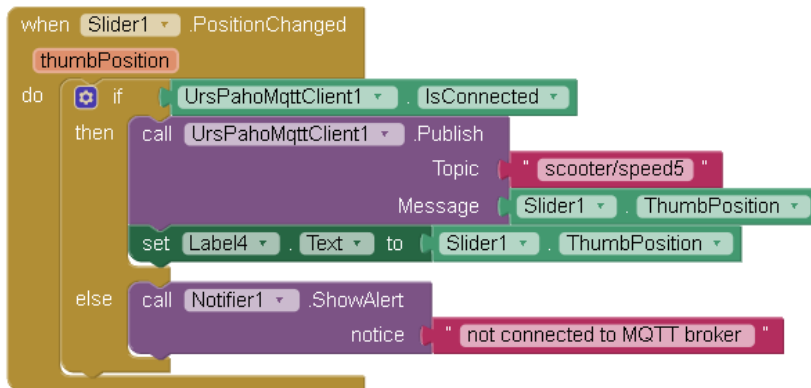 when Slider1 .PositionChanged
thumbPosition
do if UrsPahoMqttClient1 . IsConnected
then call UrsPahoMqttClient1 .Publish
Topic " scooter/speed5 "
Message Slider1 . ThumbPosition
set Label4 . Text to Slider1 . ThumbPosition
else call Notifier1 .ShowAlert
notice " not connected to MQTT broker "